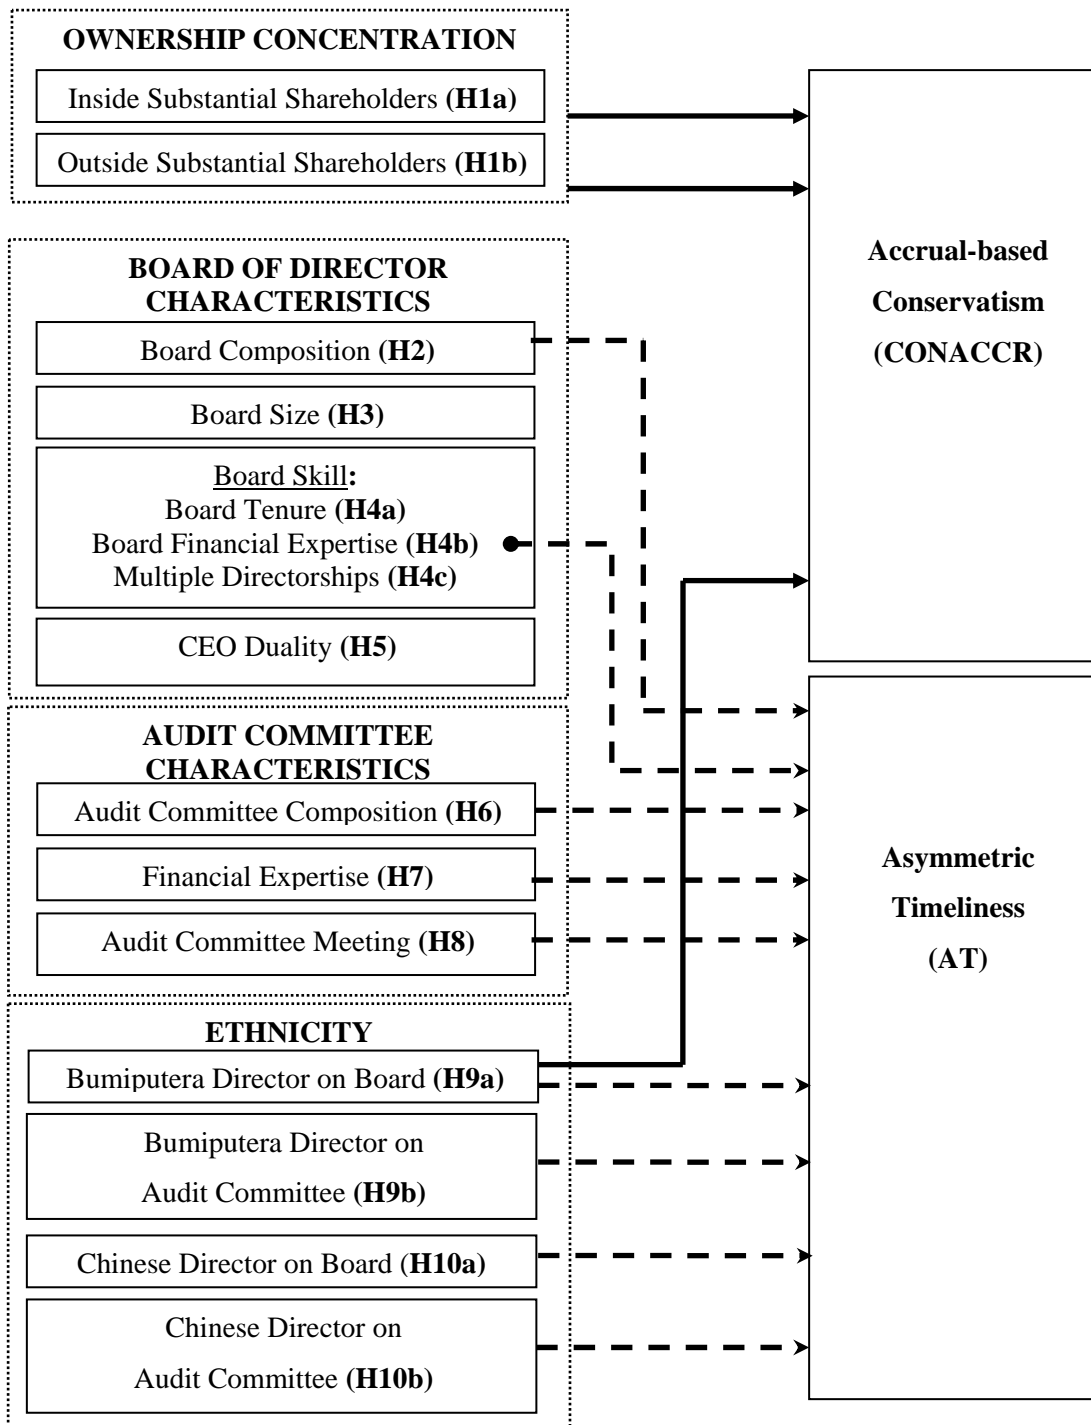 OWNERSHIP CONCENTRATION
Inside Substantial Shareholders (H1a)
Outside Substantial Shareholders (H1b)
BOARD OF DIRECTOR
CHARACTERISTICS
Board Composition (H2)
Board Size (H3)
Board Skill:
Board Tenure (H4a)
Board Financial Expertise (H4b)
Multiple Directorships (H4c)
CEO Duality (H5)
AUDIT COMMITTEE
CHARACTERISTICS
Audit Committee Composition (H6)
Financial Expertise (H7)
Audit Committee Meeting (H8)
ETHNICITY
Bumiputera Director on Board (H9a)
Bumiputera Director on
Audit Committee (H9b)
Chinese Director on Board (H10a)
Chinese Director on
Audit Committee (H10b)
Accrual-based
Conservatism
(CONACCR)
Asymmetric
Timeliness
(AT)